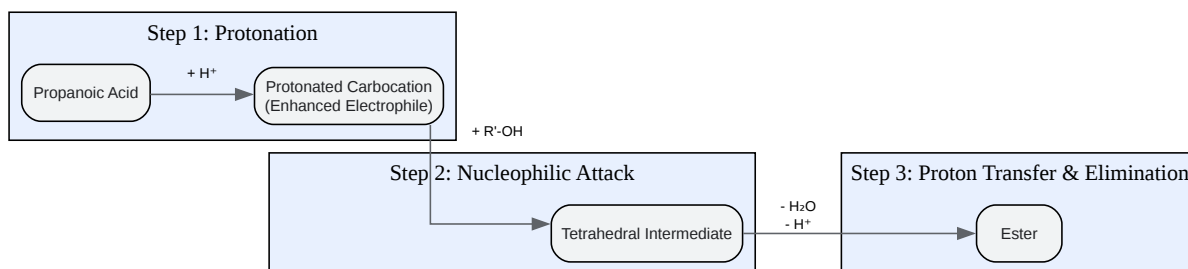 Step 1: Protonation
Propanoic Acid
+ H⁺
Protonated Carbocation
(Enhanced Electrophile)
+ R'-OH
Step 2: Nucleophilic Attack
Tetrahedral Intermediate
- H₂O
- H⁺
Step 3: Proton Transfer & Elimination
Ester